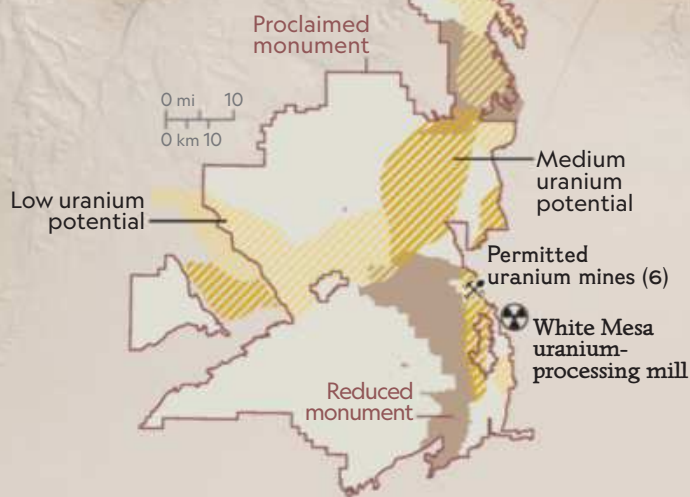 Proclaimed
monument
0 mi 10
0 km 10
Medium
uranium
potential
Low uranium
potential
Permitted
uranium mines (6)
White Mesa
uranium-
processing mill
Reduced
monument